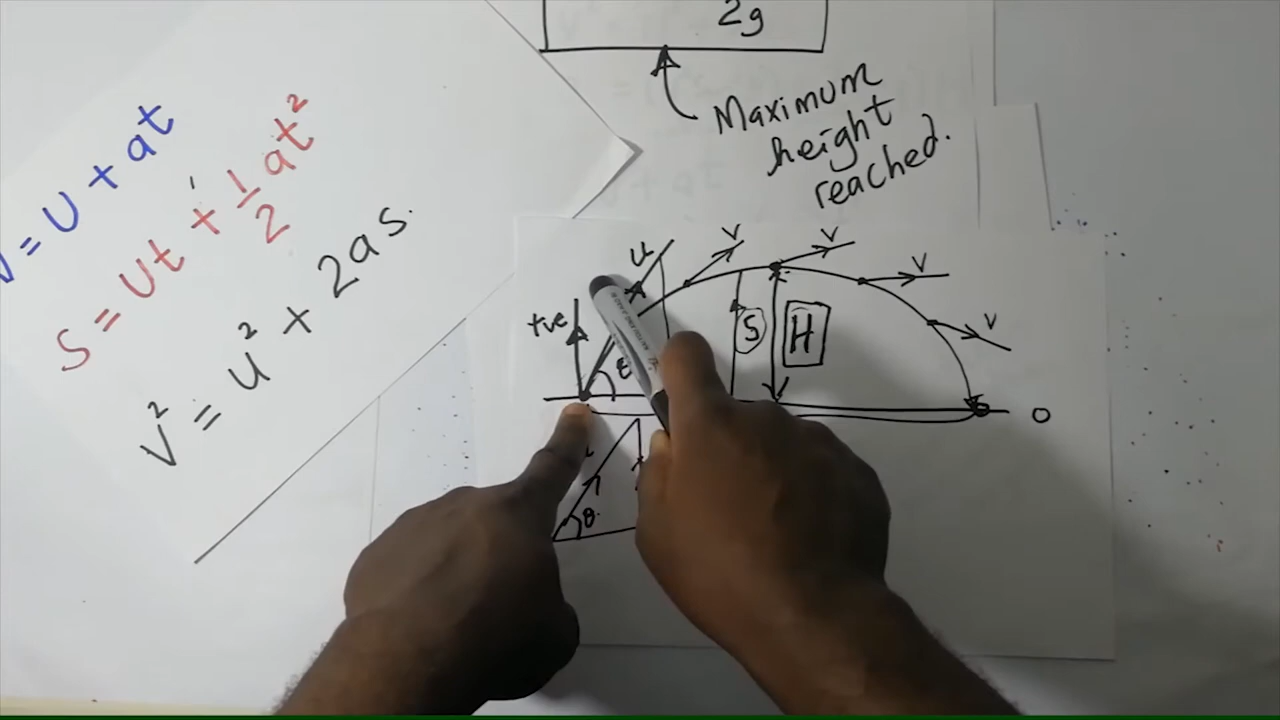 2g
Maximum
height
reached.
V = U + at
S = Ut + 1/2 at²
V² = U² + 2as.
+ve
u
V
V
V
V
S
H
θ
O